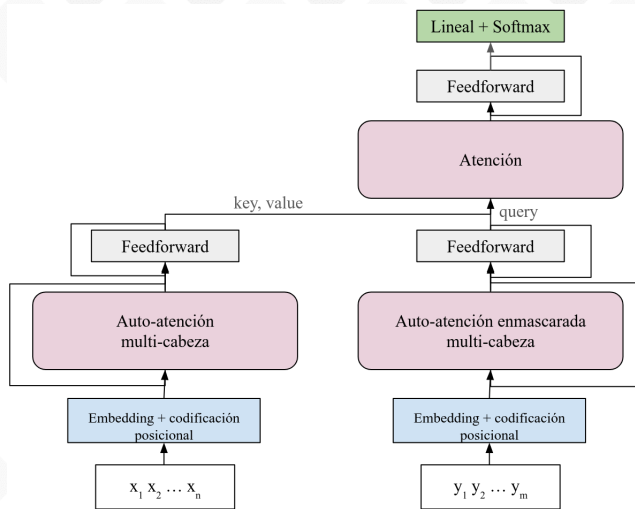 Lineal + Softmax
Feedforward
Atención
key, value
query
Feedforward
Feedforward
Auto-atención
multi-cabeza
Auto-atención enmascarada
multi-cabeza
Embedding + codificación
posicional
Embedding + codificación
posicional
x₁ x₂ … xₙ
y₁ y₂ … yₘ